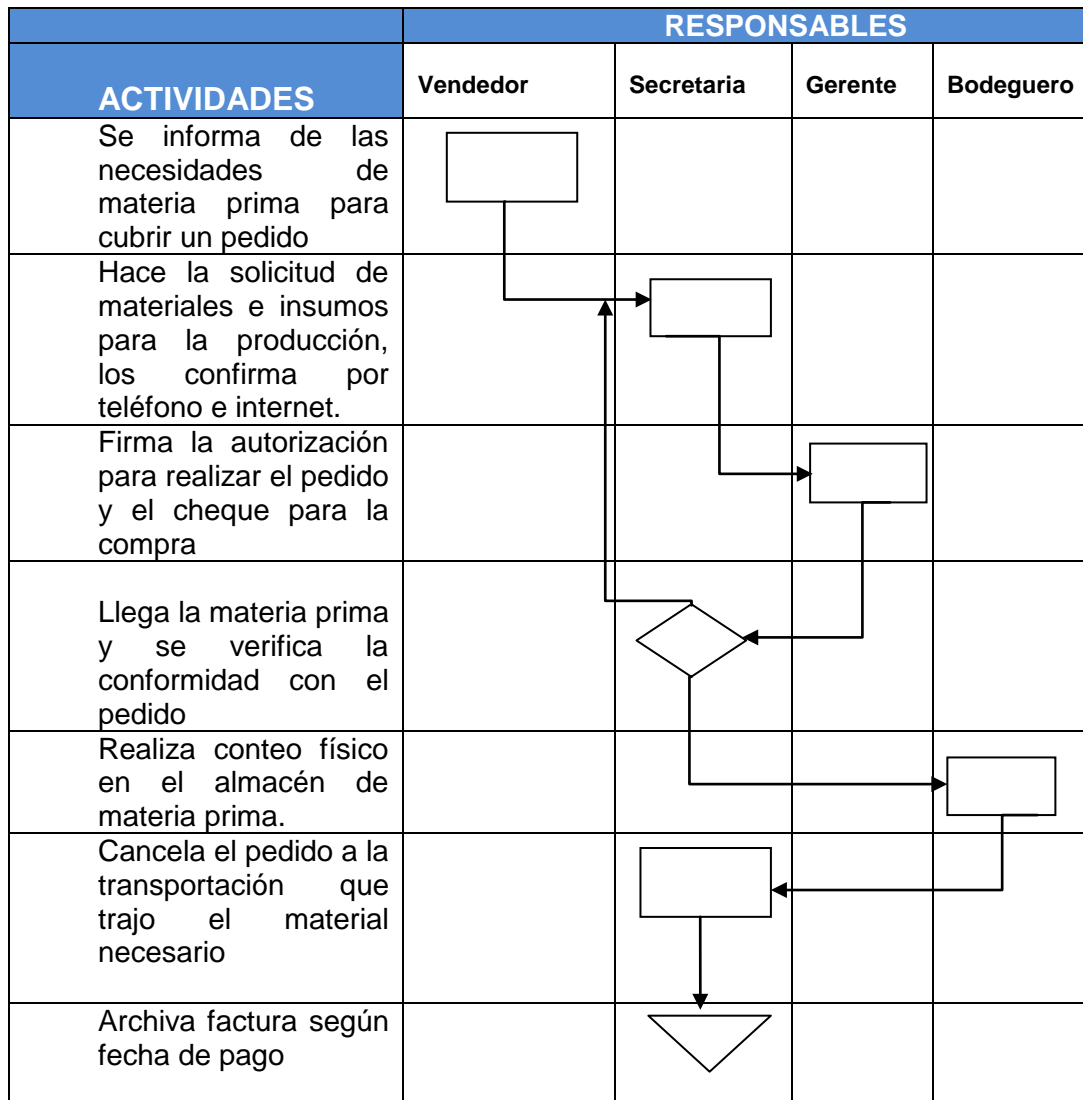 RESPONSABLES
ACTIVIDADES
Vendedor
Secretaria
Gerente
Bodeguero
Se informa de las
necesidades de
materia prima para
cubrir un pedido
Hace la solicitud de
materiales e insumos
para la producción,
los confirma por
teléfono e internet.
Firma la autorización
para realizar el pedido
y el cheque para la
compra
Llega la materia prima
y se verifica la
conformidad con el
pedido
Realiza conteo físico
en el almacén de
materia prima.
Cancela el pedido a la
transportación que
trajo el material
necesario
Archiva factura según
fecha de pago